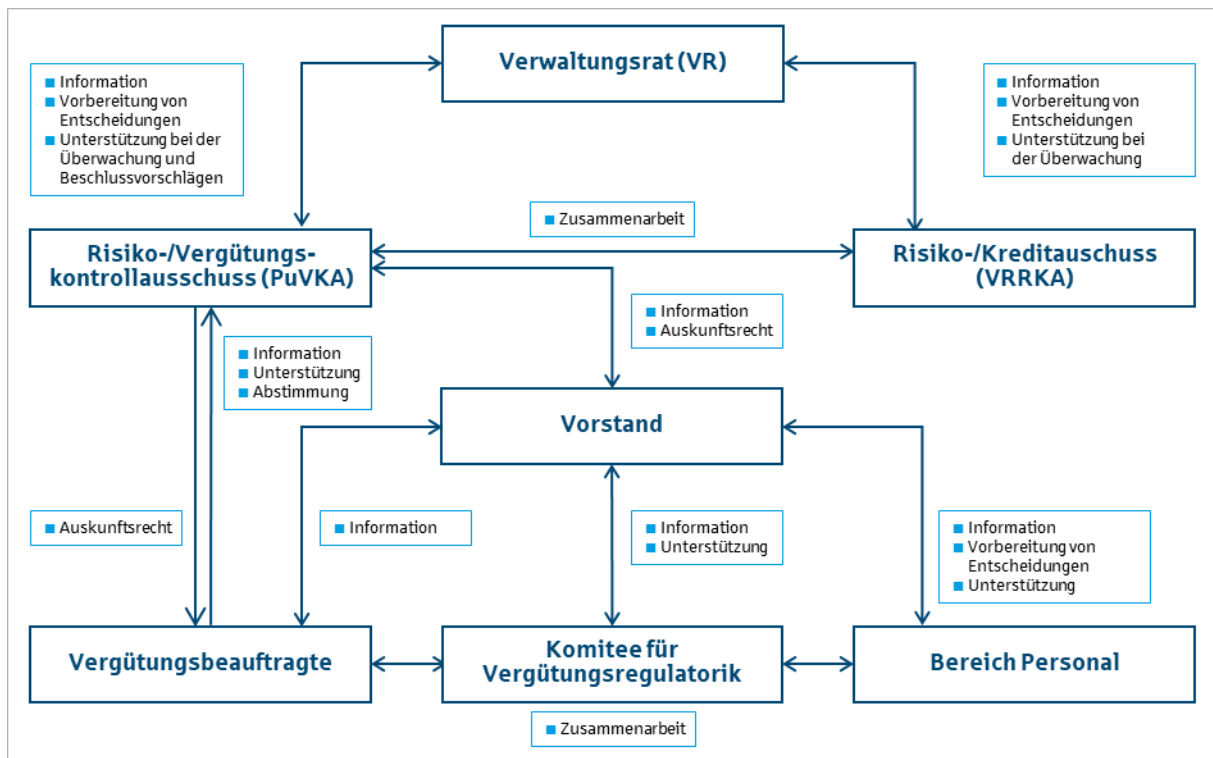 Verwaltungsrat (VR)
■ Information
■ Vorbereitung von
Entscheidungen
■ Unterstützung bei der
Überwachung und
Beschlussvorschlägen
■ Information
■ Vorbereitung von
Entscheidungen
■ Unterstützung bei
der Überwachung
■ Zusammenarbeit
Risiko-/Vergütungs-
kontrollausschuss (PuVKA)
Risiko-/Kreditauschuss
(VRRKA)
■ Information
■ Auskunftsrecht
■ Information
■ Unterstützung
■ Abstimmung
Vorstand
■ Auskunftsrecht
■ Information
■ Information
■ Unterstützung
■ Information
■ Vorbereitung von
Entscheidungen
■ Unterstützung
Vergütungsbeauftragte
Komitee für
Vergütungsregulatorik
Bereich Personal
■ Zusammenarbeit